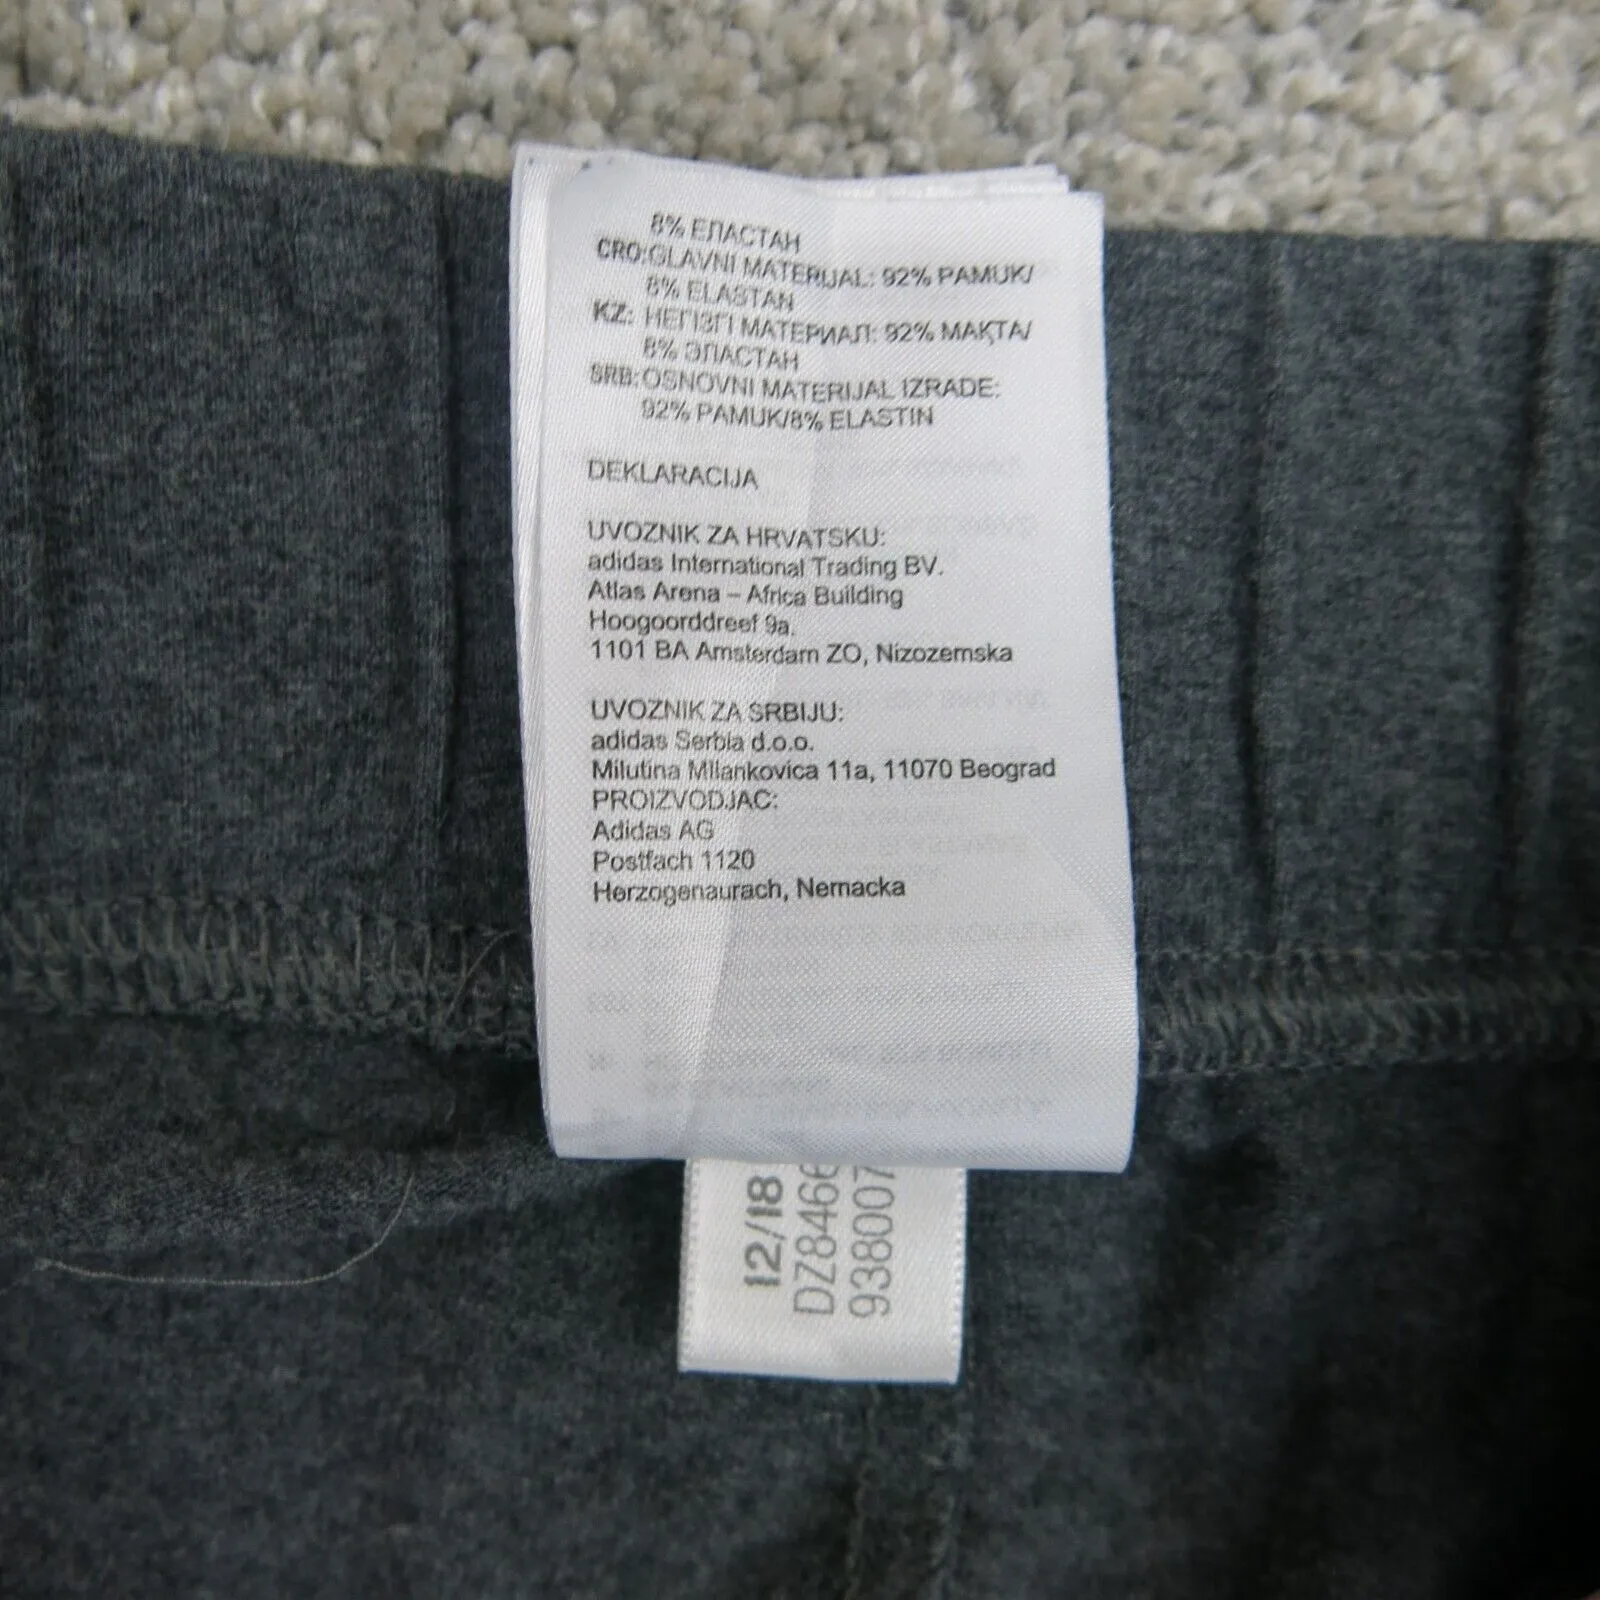 8% ЕЛАСТАН
CRO:GLAVNI MATERIJAL: 92% PAMUK/
8% ELASTAN
KZ: НЕГІЗГІ МАТЕРИАЛ: 92% МАҚТА/
8% ЭЛАСТАН
SRB:OSNOVNI MATERIJAL IZRADE:
92% PAMUK/8% ELASTIN
DEKLARACIJA
UVOZNIK ZA HRVATSKU:
adidas International Trading BV.
Atlas Arena – Africa Building
Hoogoorddreef 9a.
1101 BA Amsterdam ZO, Nizozemska
UVOZNIK ZA SRBIJU:
adidas Serbia d.o.o.
Milutina Milankovica 11a, 11070 Beograd
PROIZVODJAC:
Adidas AG
Postfach 1120
Herzogenaurach, Nemacka
12/18
DZ8466
938007